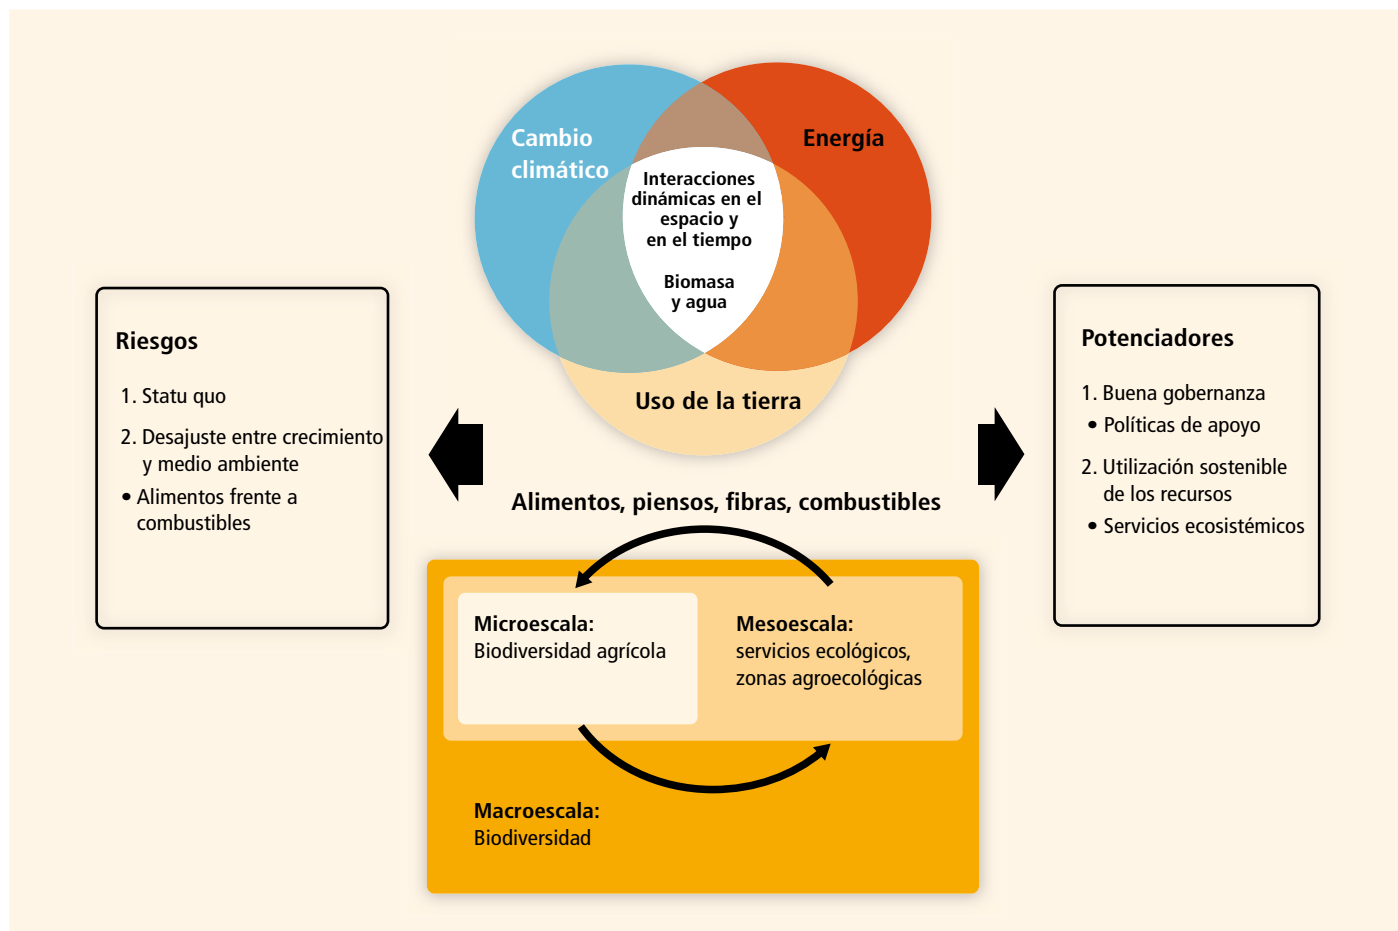 Cambio
climático
Energía
Interacciones
dinámicas en el
espacio y
en el tiempo
Biomasa
y agua
Uso de la tierra
Riesgos
1. Statu quo
2. Desajuste entre crecimiento
y medio ambiente
• Alimentos frente a
combustibles
Potenciadores
1. Buena gobernanza
• Políticas de apoyo
2. Utilización sostenible
de los recursos
• Servicios ecosistémicos
Alimentos, piensos, fibras, combustibles
Microescala:
Biodiversidad agrícola
Mesoescala:
servicios ecológicos,
zonas agroecológicas
Macroescala:
Biodiversidad